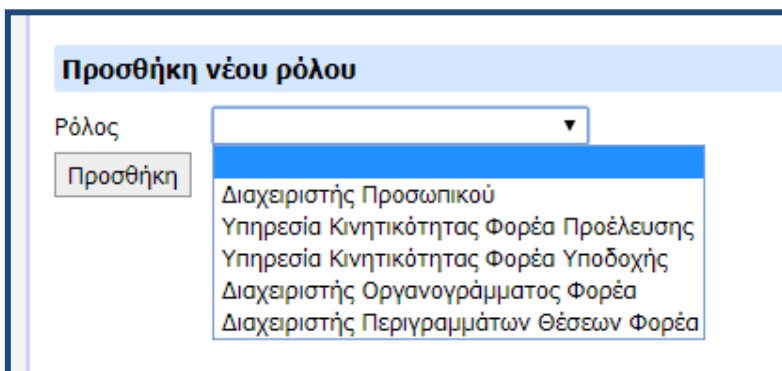 Προσθήκη νέου ρόλου
Ρόλος
Προσθήκη
Διαχειριστής Προσωπικού
Υπηρεσία Κινητικότητας Φορέα Προέλευσης
Υπηρεσία Κινητικότητας Φορέα Υποδοχής
Διαχειριστής Οργανογράμματος Φορέα
Διαχειριστής Περιγραμμάτων Θέσεων Φορέα